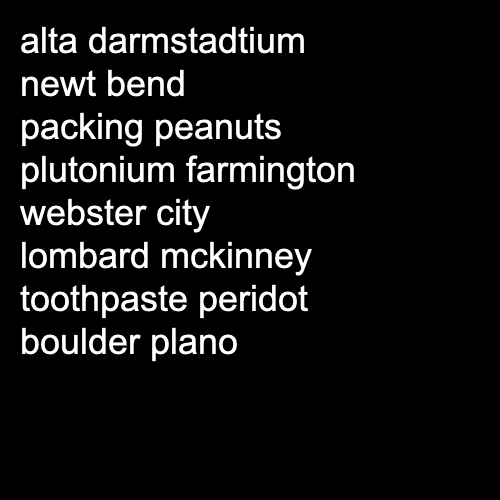 alta darmstadtium
newt bend
packing peanuts
plutonium farmington
webster city
lombard mckinney
toothpaste peridot
boulder plano